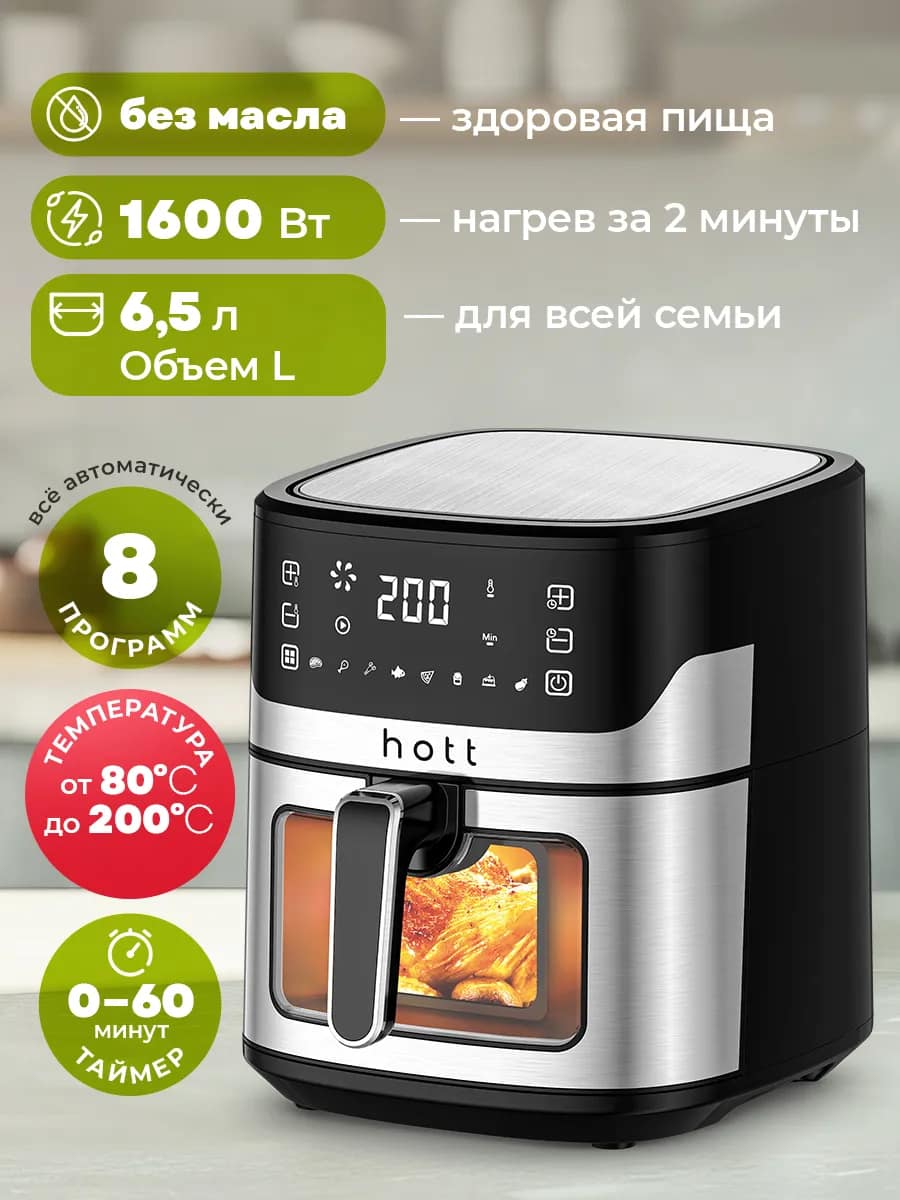 без масла — здоровая пища
1600 Вт — нагрев за 2 минуты
6,5 л — для всей семьи
Объем L
всё автоматически
8
ПРОГРАММ
200
Min
hott
ТЕМПЕРАТУРА
от 80°C
до 200°C
0–60
минут
ТАЙМЕР